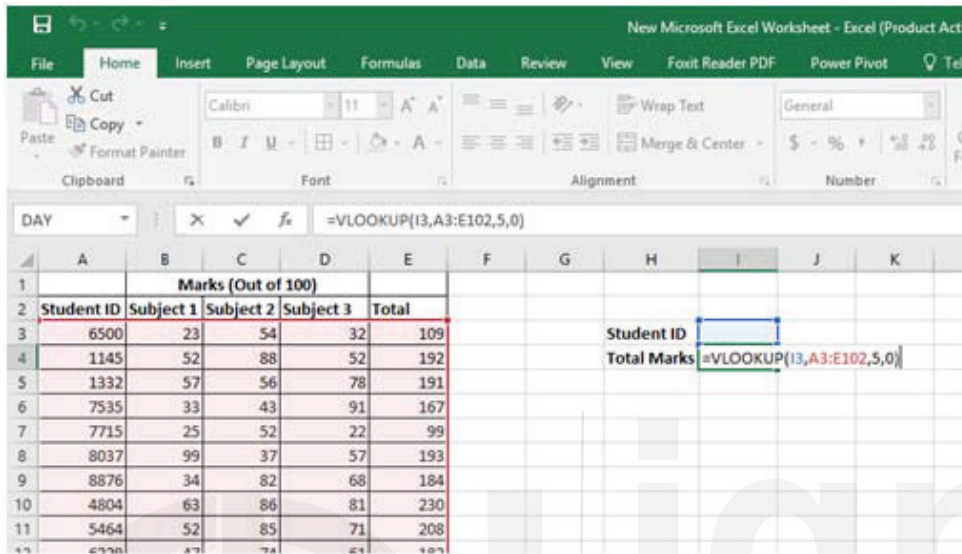 New Microsoft Excel Worksheet - Excel (Product Acti
File Home Insert Page Layout Formulas Data Review View Foxit Reader PDF Power Pivot Tel
Cut
Copy
Format Painter
Paste
Calibri 11 A A
B I U A
Wrap Text
Merge & Center
General
$ - % ,
Clipboard Font Alignment Number
DAY fx =VLOOKUP(I3,A3:E102,5,0)
A B C D E F G H I J K
1 Marks (Out of 100)
2 Student ID Subject 1 Subject 2 Subject 3 Total
3 6500 23 54 32 109 Student ID
4 1145 52 88 52 192 Total Marks =VLOOKUP(I3,A3:E102,5,0)
5 1332 57 56 78 191
6 7535 33 43 91 167
7 7715 25 52 22 99
8 8037 99 37 57 193
9 8876 34 82 68 184
10 4804 63 86 81 230
11 5464 52 85 71 208